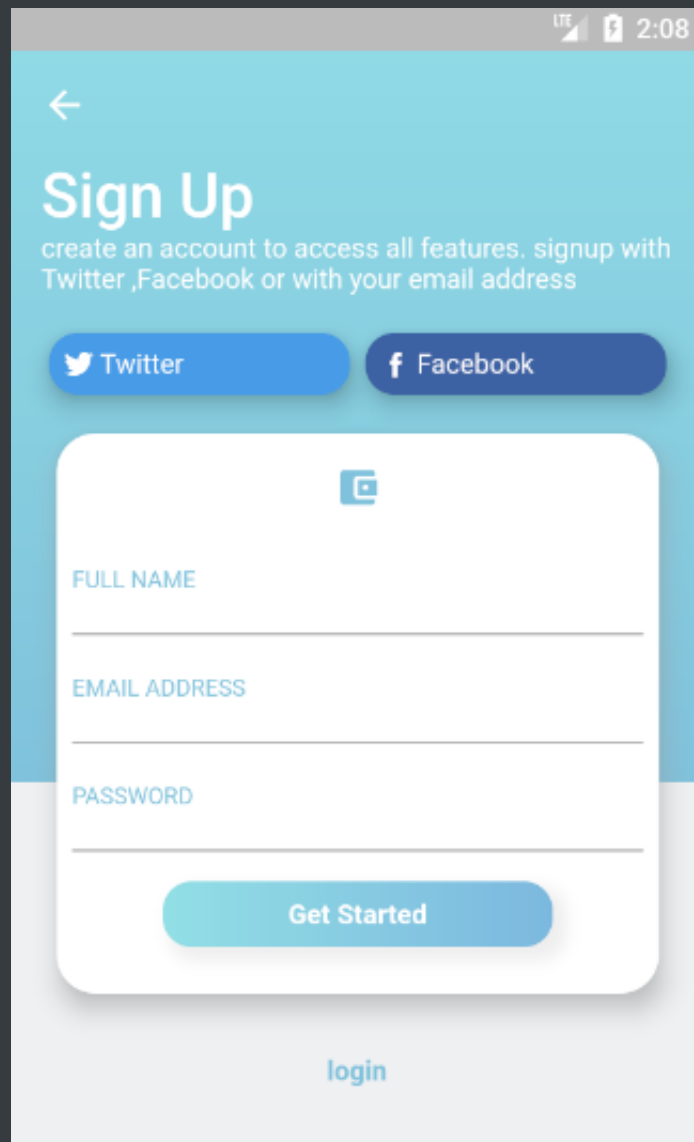 LTE 2:08
Sign Up
create an account to access all features. signup with
Twitter ,Facebook or with your email address
Twitter
Facebook
FULL NAME
EMAIL ADDRESS
PASSWORD
Get Started
login